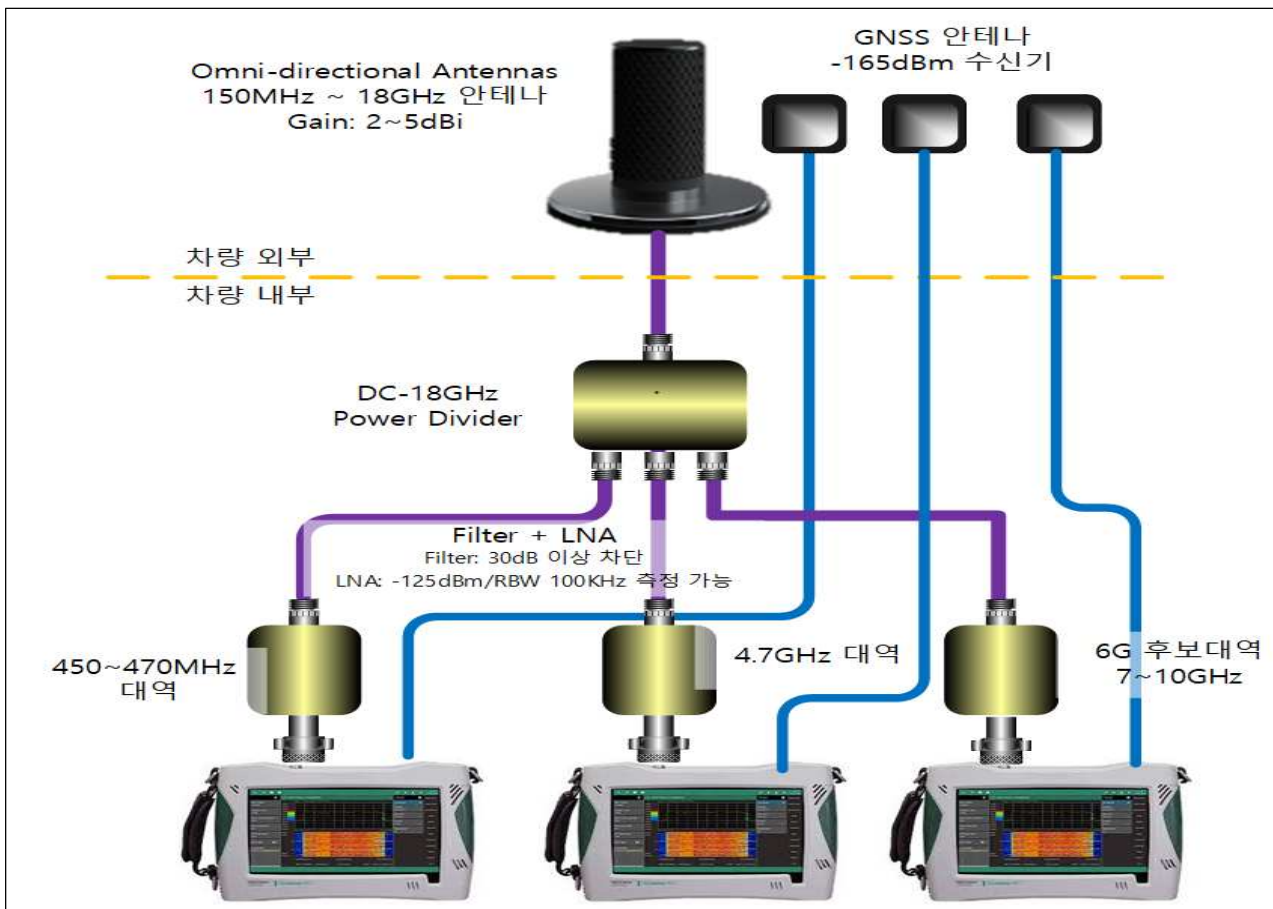 Omni-directional Antennas
150MHz ~ 18GHz 안테나
Gain: 2~5dBi
GNSS 안테나
-165dBm 수신기
차량 외부
차량 내부
DC-18GHz
Power Divider
Filter + LNA
Filter: 30dB 이상 차단
LNA: -125dBm/RBW 100KHz 측정 가능
450~470MHz
대역
4.7GHz 대역
6G 후보대역
7~10GHz